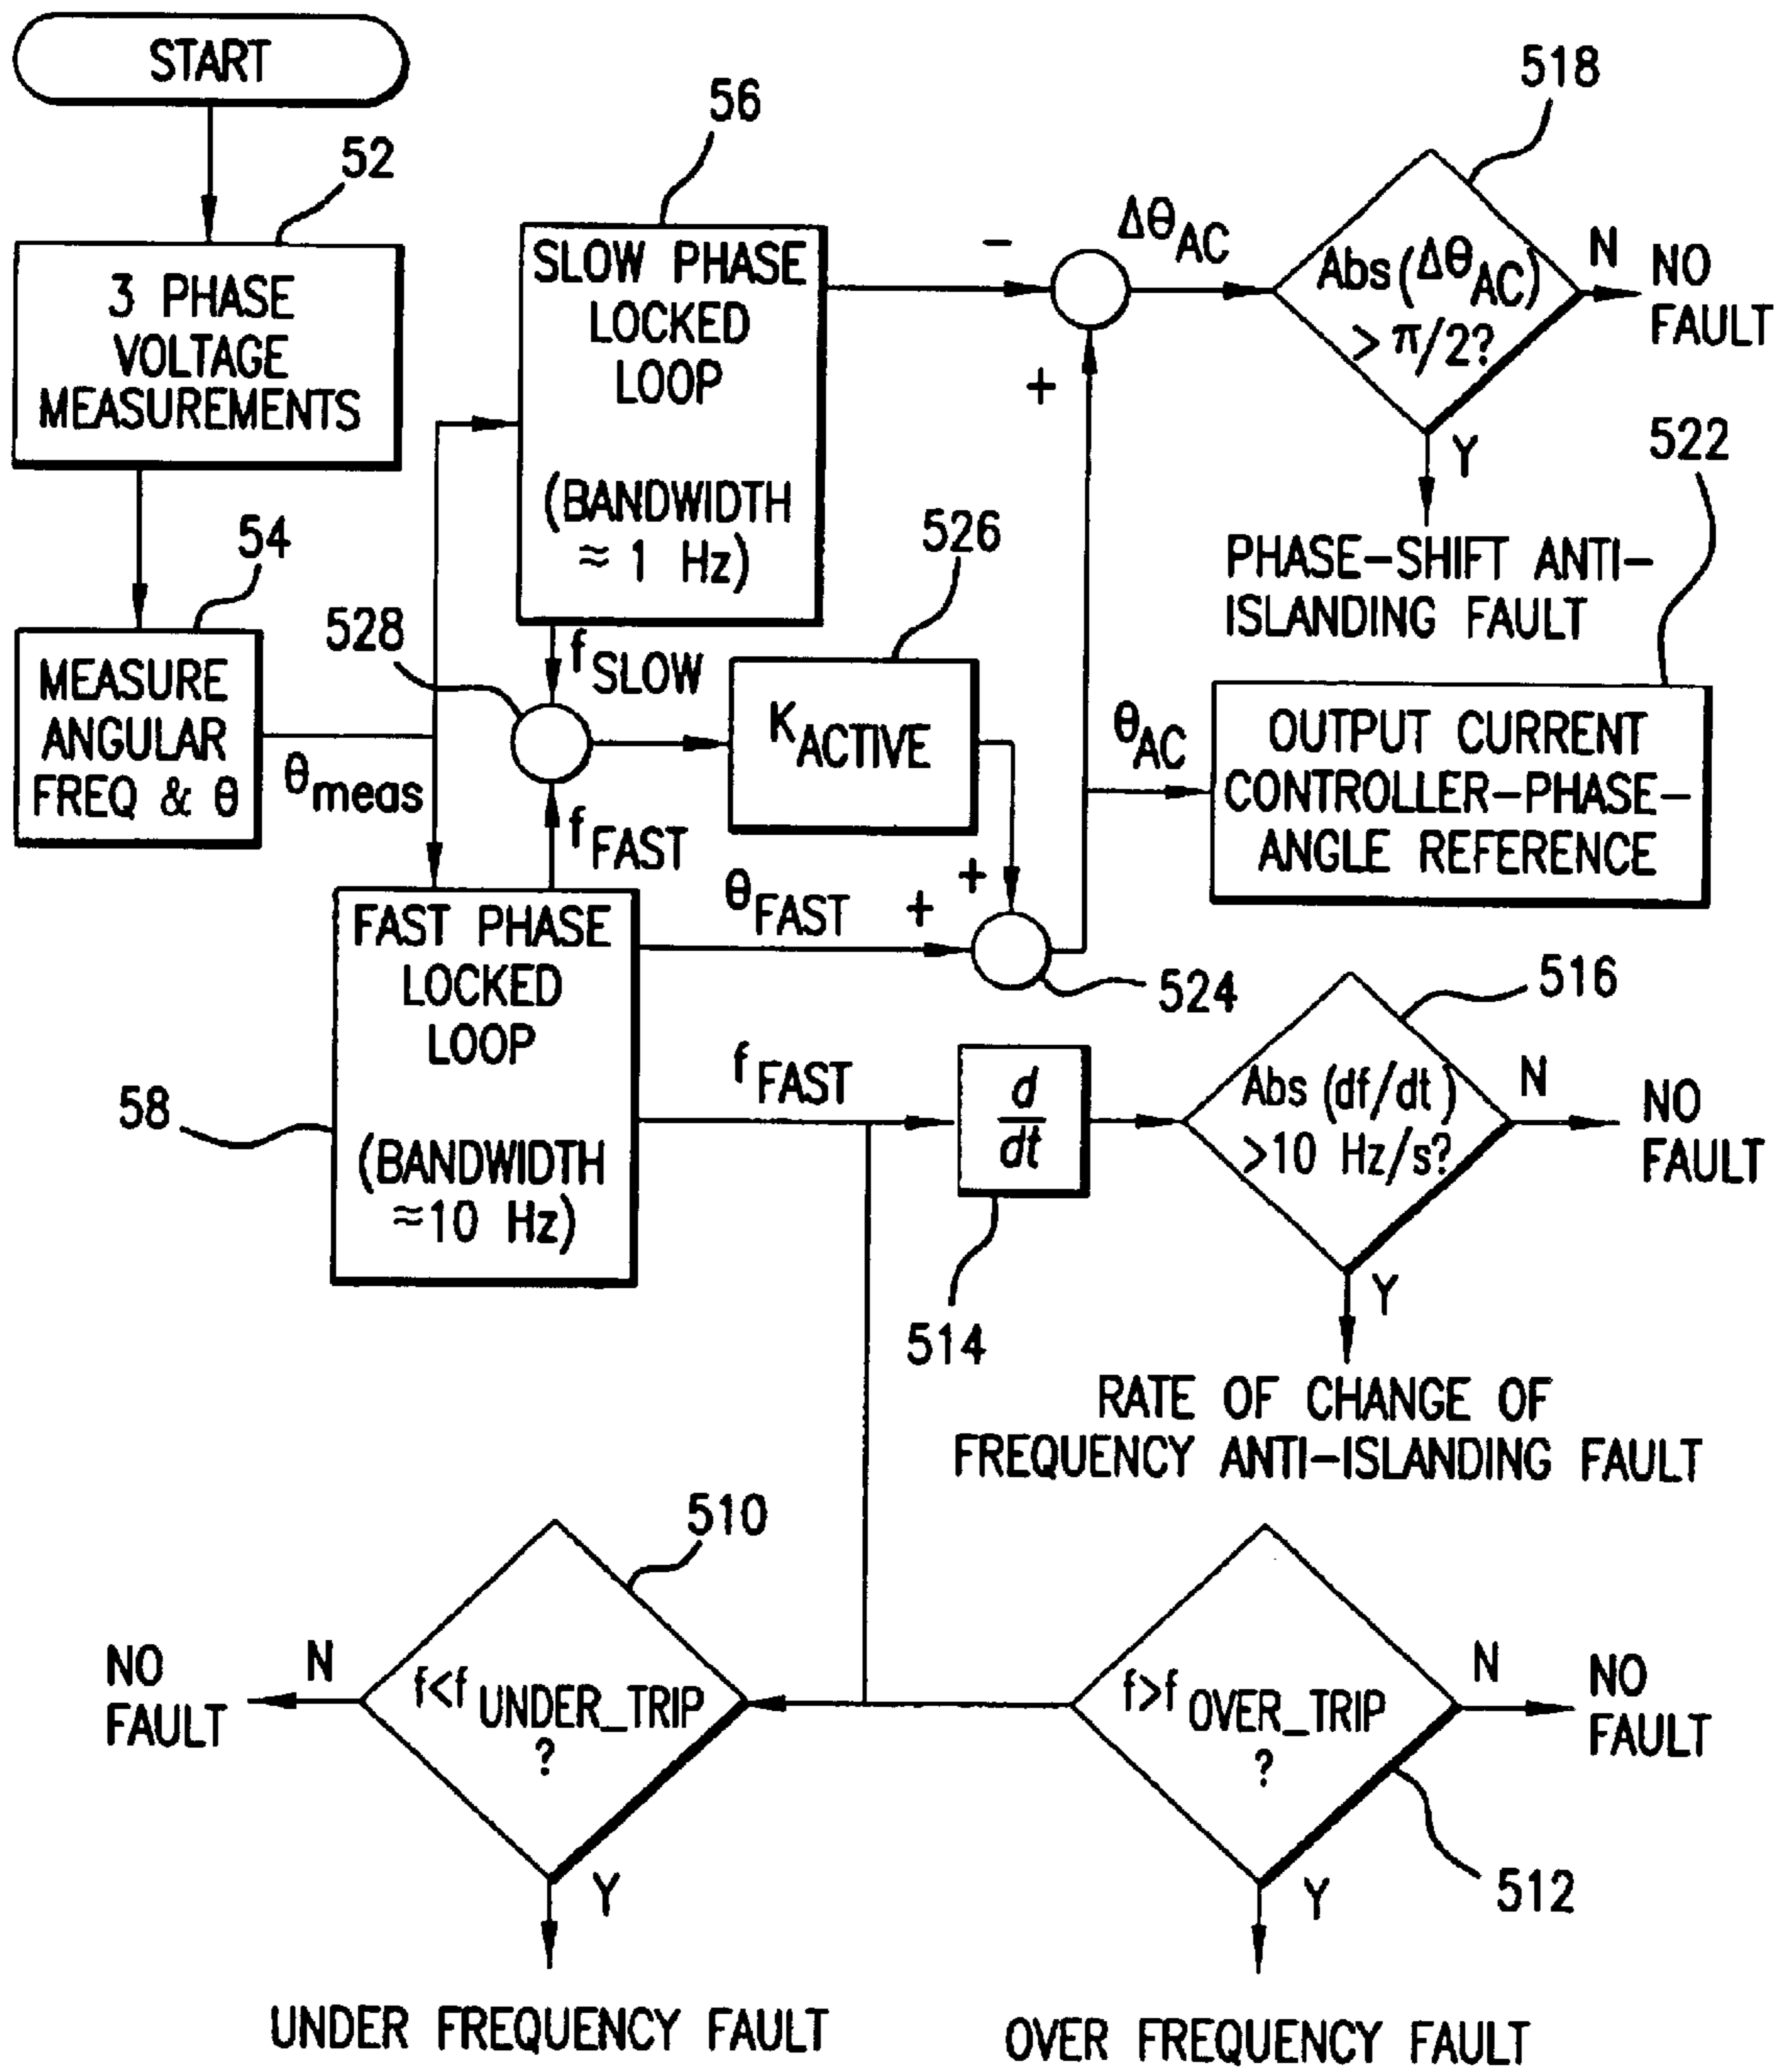 START
52
3 PHASE
VOLTAGE
MEASUREMENTS
54
MEASURE
ANGULAR
FREQ & θ
θmeas
56
SLOW PHASE
LOCKED
LOOP
(BANDWIDTH
≈ 1 Hz)
528
fSLOW
fFAST
526
KACTIVE
58
FAST PHASE
LOCKED
LOOP
(BANDWIDTH
≈10 Hz)
θFAST
+
+
524
-
+
ΔθAC
518
Abs(ΔθAC)
> π/2?
N
NO
FAULT
Y
PHASE-SHIFT ANTI-
ISLANDING FAULT
522
θAC
OUTPUT CURRENT
CONTROLLER-PHASE-
ANGLE REFERENCE
fFAST
d
dt
514
516
Abs (df/dt)
>10 Hz/s?
N
NO
FAULT
Y
RATE OF CHANGE OF
FREQUENCY ANTI-ISLANDING FAULT
510
f<fUNDER_TRIP
?
N
NO
FAULT
Y
UNDER FREQUENCY FAULT
f>fOVER_TRIP
?
N
NO
FAULT
512
Y
OVER FREQUENCY FAULT